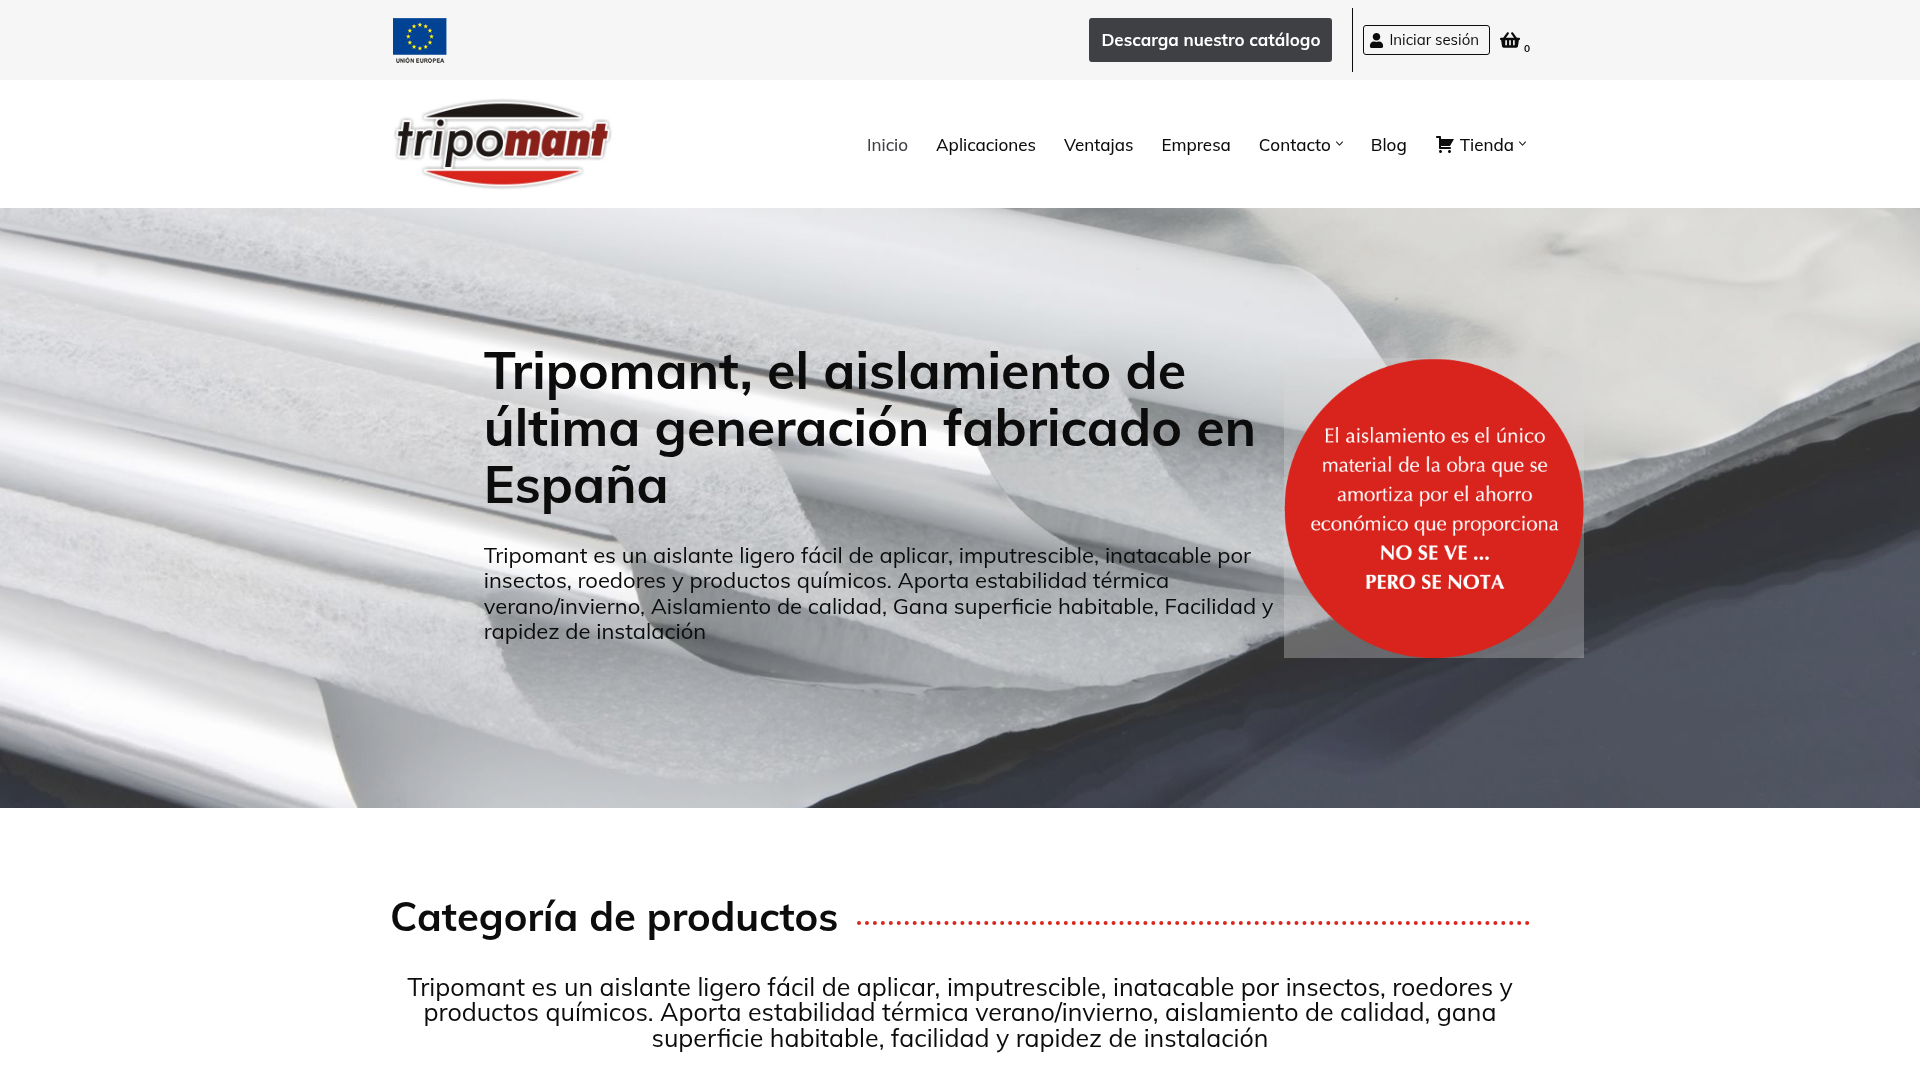 UNIÓN EUROPEA
Descarga nuestro catálogo
Iniciar sesión
0
tripomant
Inicio
Aplicaciones
Ventajas
Empresa
Contacto
Blog
Tienda
Tripomant, el aislamiento de
última generación fabricado en
España
Tripomant es un aislante ligero fácil de aplicar, imputrescible, inatacable por
insectos, roedores y productos químicos. Aporta estabilidad térmica
verano/invierno, Aislamiento de calidad, Gana superficie habitable, Facilidad y
rapidez de instalación
El aislamiento es el único
material de la obra que se
amortiza por el ahorro
económico que proporciona
NO SE VE ...
PERO SE NOTA
Categoría de productos
Tripomant es un aislante ligero fácil de aplicar, imputrescible, inatacable por insectos, roedores y
productos químicos. Aporta estabilidad térmica verano/invierno, aislamiento de calidad, gana
superficie habitable, facilidad y rapidez de instalación